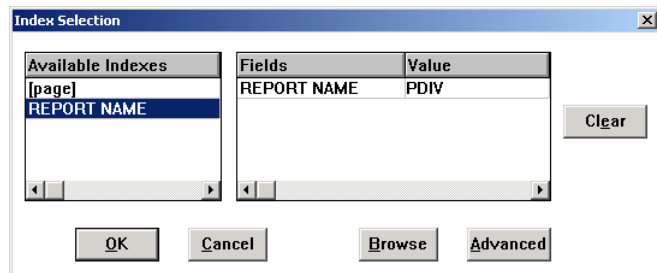 Index Selection
Available Indexes
[page]
REPORT NAME
Fields Value
REPORT NAME PDIV
Clear
OK Cancel Browse Advanced